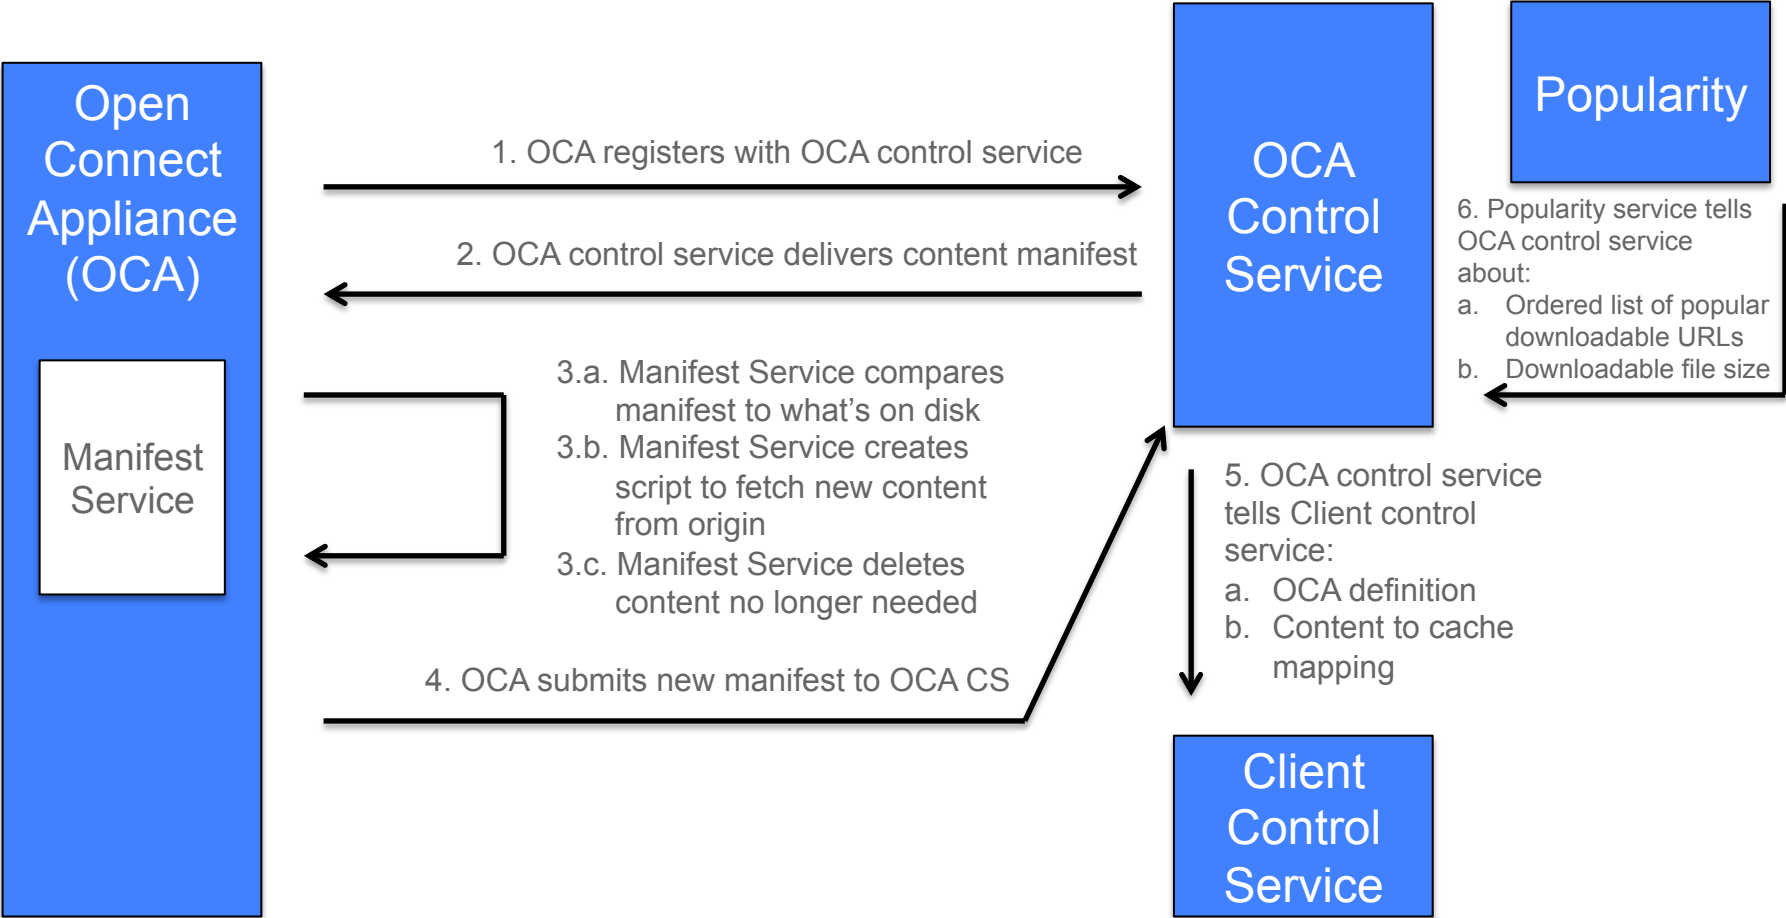 Open
Connect
Appliance
(OCA)
Manifest
Service
1. OCA registers with OCA control service
2. OCA control service delivers content manifest
3.a. Manifest Service compares
manifest to what’s on disk
3.b. Manifest Service creates
script to fetch new content
from origin
3.c. Manifest Service deletes
content no longer needed
4. OCA submits new manifest to OCA CS
OCA
Control
Service
5. OCA control service
tells Client control
service:
a. OCA definition
b. Content to cache
mapping
Client
Control
Service
Popularity
6. Popularity service tells
OCA control service
about:
a. Ordered list of popular
downloadable URLs
b. Downloadable file size